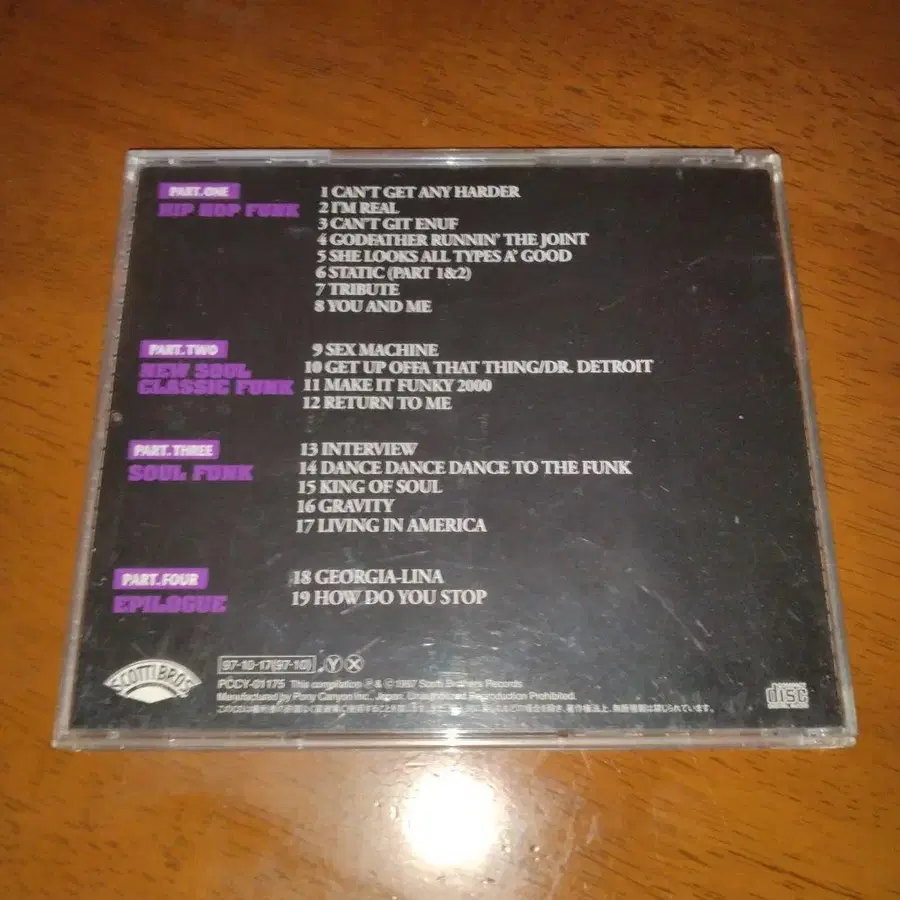 PART.ONE
HIP HOP FUNK
1 CAN'T GET ANY HARDER
2 I'M REAL
3 CAN'T GIT ENUF
4 GODFATHER RUNNIN' THE JOINT
5 SHE LOOKS ALL TYPES A' GOOD
6 STATIC (PART 1&2)
7 TRIBUTE
8 YOU AND ME
PART.TWO
NEW SOUL
CLASSIC FUNK
9 SEX MACHINE
10 GET UP OFFA THAT THING/DR. DETROIT
11 MAKE IT FUNKY 2000
12 RETURN TO ME
PART.THREE
SOUL FUNK
13 INTERVIEW
14 DANCE DANCE DANCE TO THE FUNK
15 KING OF SOUL
16 GRAVITY
17 LIVING IN AMERICA
PART.FOUR
EPILOGUE
18 GEORGIA-LINA
19 HOW DO YOU STOP
SCOTTI BROS
97-10-17(97-10) Y X
PCCY-01175 This compilation ℗ & © 1997 Scotti Brothers Records
Manufactured by Pony Canyon Inc., Japan. Unauthorized Reproduction Prohibited.
disc